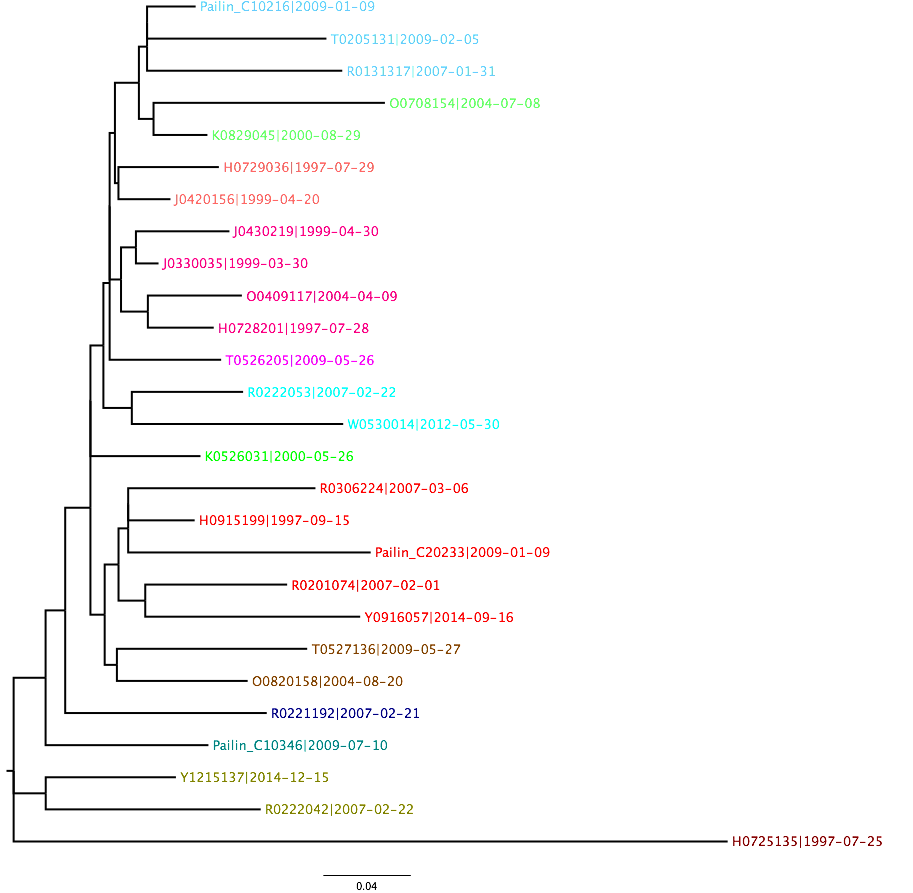 Pailin_C10216|2009-01-09
T0205131|2009-02-05
R0131317|2007-01-31
O0708154|2004-07-08
K0829045|2000-08-29
H0729036|1997-07-29
J0420156|1999-04-20
J0430219|1999-04-30
J0330035|1999-03-30
O0409117|2004-04-09
H0728201|1997-07-28
T0526205|2009-05-26
R0222053|2007-02-22
W0530014|2012-05-30
K0526031|2000-05-26
R0306224|2007-03-06
H0915199|1997-09-15
Pailin_C20233|2009-01-09
R0201074|2007-02-01
Y0916057|2014-09-16
T0527136|2009-05-27
O0820158|2004-08-20
R0221192|2007-02-21
Pailin_C10346|2009-07-10
Y1215137|2014-12-15
R0222042|2007-02-22
H0725135|1997-07-25
0.04